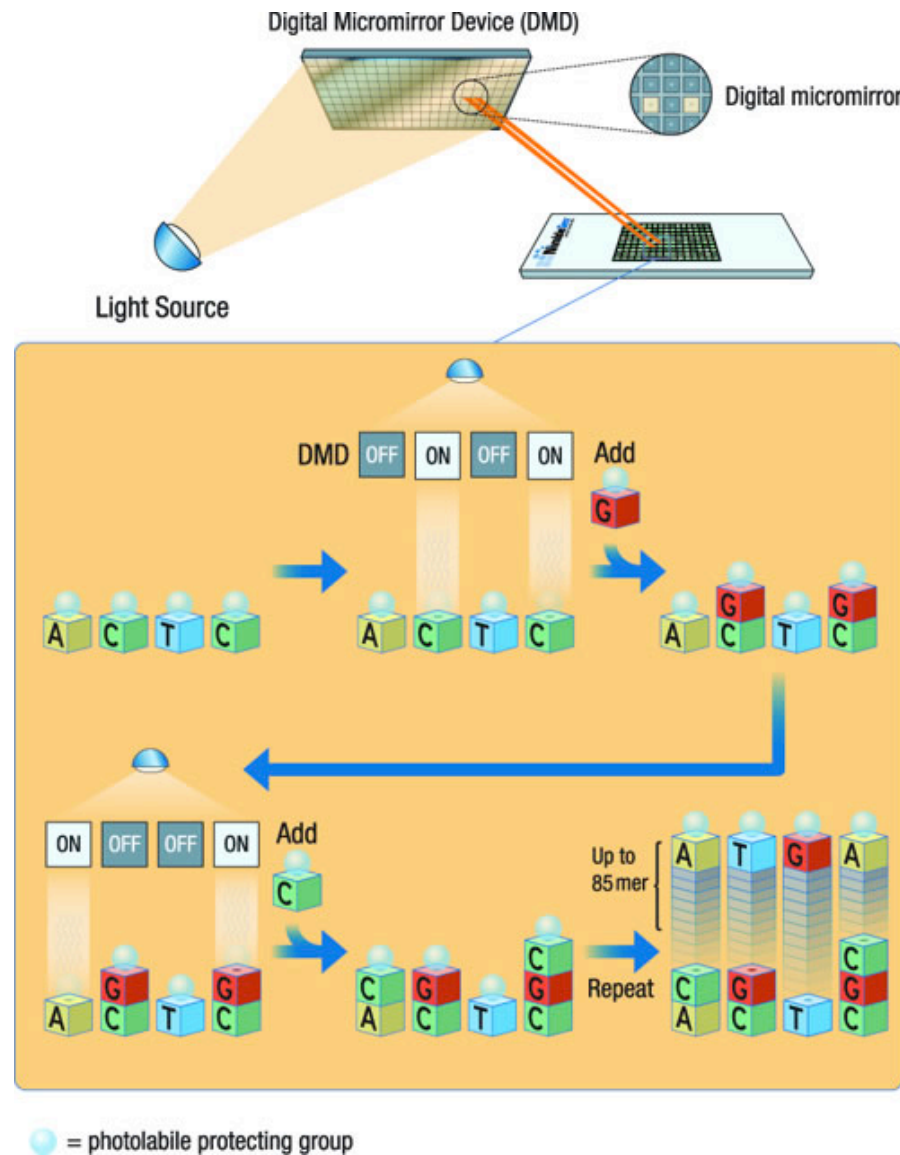 Digital Micromirror Device (DMD)
Digital micromirror
Light Source
DMD OFF ON OFF ON Add
G
A C T C
A C T C
G G
A C T C
ON OFF OFF ON Add
C
Up to
85 mer
A T G A
Repeat
G G
A C T C
C
C G G
A C T C
C
C G G
A C T C
= photolabile protecting group